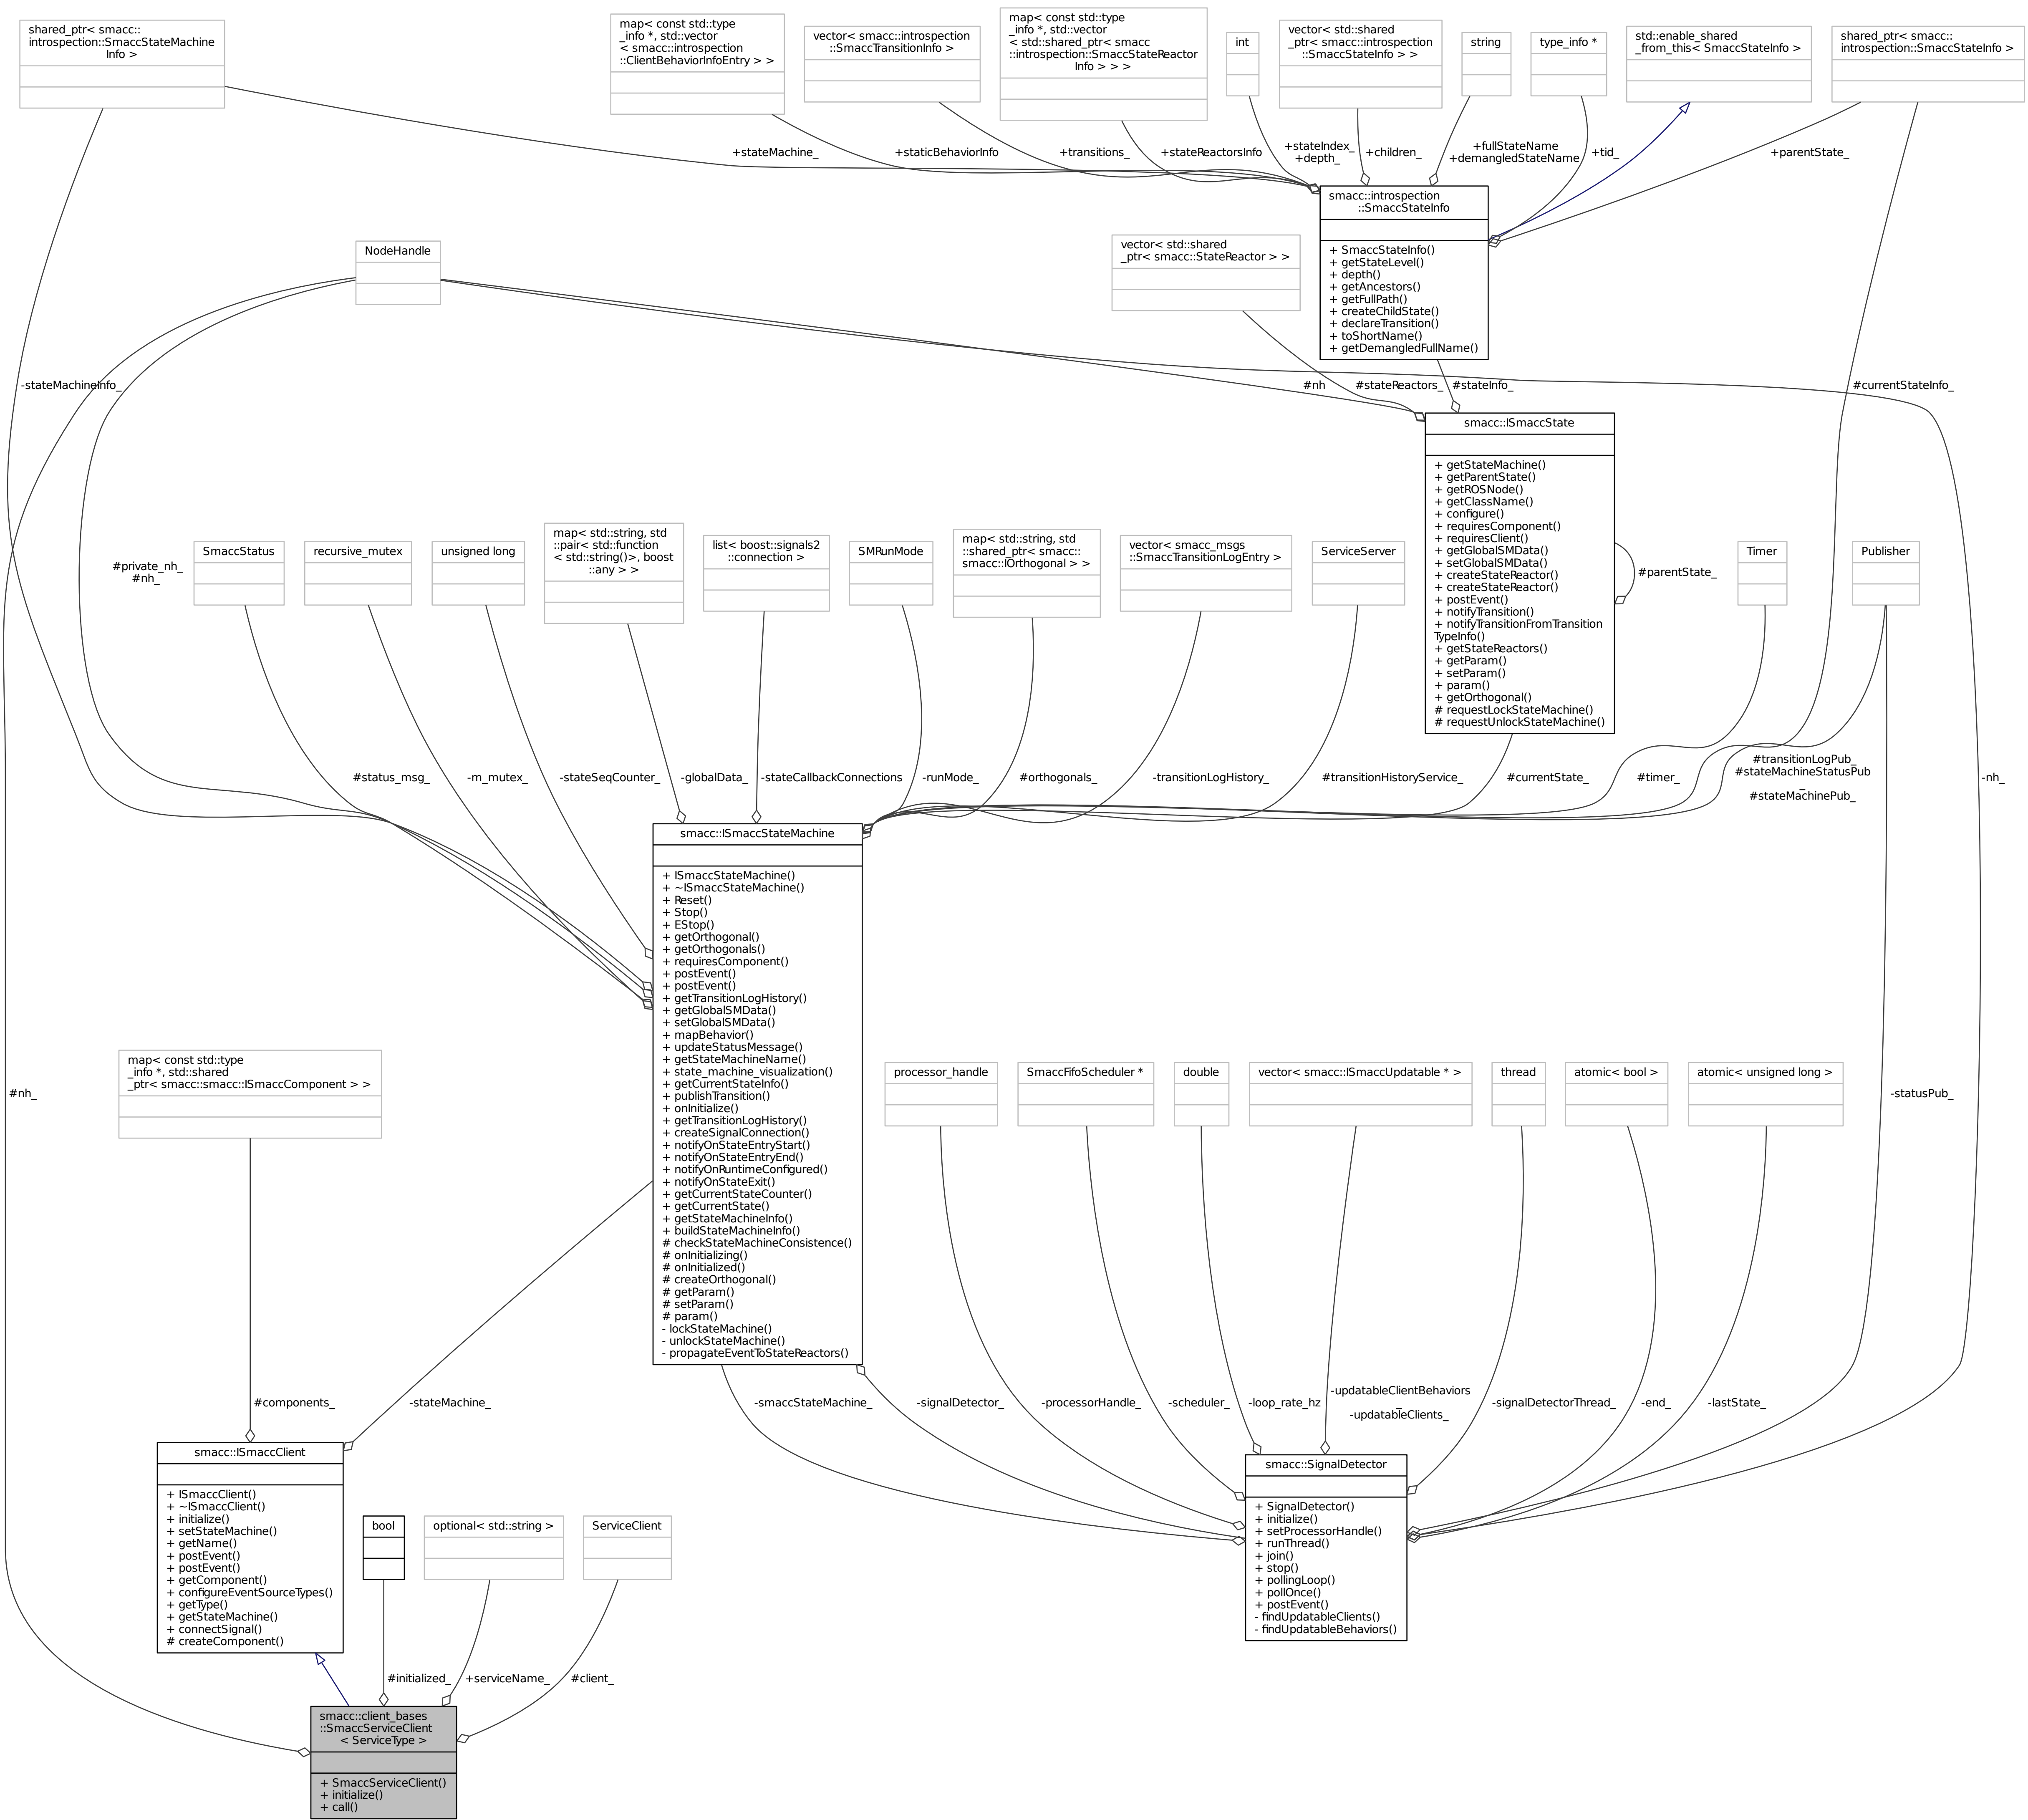 shared_ptr< smacc::
introspection::SmaccStateMachine
Info >
map< const std::type
_info *, std::vector
< smacc::introspection
::ClientBehaviorInfoEntry > >
vector< smacc::introspection
::SmaccTransitionInfo >
map< const std::type
_info *, std::vector
< std::shared_ptr< smacc
::introspection::SmaccStateReactor
Info > > >
int
vector< std::shared
_ptr< smacc::introspection
::SmaccStateInfo > >
string
type_info *
std::enable_shared
_from_this< SmaccStateInfo >
shared_ptr< smacc::
introspection::SmaccStateInfo >
+stateMachine_
+staticBehaviorInfo
+transitions_
+stateReactorsInfo
+stateIndex_
+depth_
+children_
+fullStateName
+demangledStateName
+tid_
+parentState_
smacc::introspection
::SmaccStateInfo
+ SmaccStateInfo()
+ getStateLevel()
+ depth()
+ getAncestors()
+ getFullPath()
+ createChildState()
+ declareTransition()
+ toShortName()
+ getDemangledFullName()
NodeHandle
vector< std::shared
_ptr< smacc::StateReactor > >
-stateMachineInfo_
#nh
#stateReactors_
#stateInfo_
#currentStateInfo_
smacc::ISmaccState
+ getStateMachine()
+ getParentState()
+ getROSNode()
+ getClassName()
+ configure()
+ requiresComponent()
+ requiresClient()
+ getGlobalSMData()
+ setGlobalSMData()
+ createStateReactor()
+ createStateReactor()
+ postEvent()
+ notifyTransition()
+ notifyTransitionFromTransition
TypeInfo()
+ getStateReactors()
+ getParam()
+ setParam()
+ param()
+ getOrthogonal()
# requestLockStateMachine()
# requestUnlockStateMachine()
#parentState_
#private_nh_
#nh_
SmaccStatus
recursive_mutex
unsigned long
map< std::string, std
::pair< std::function
< std::string()>, boost
::any > >
list< boost::signals2
::connection >
SMRunMode
map< std::string, std
::shared_ptr< smacc::
smacc::IOrthogonal > >
vector< smacc_msgs
::SmaccTransitionLogEntry >
ServiceServer
Timer
Publisher
#status_msg_
-m_mutex_
-stateSeqCounter_
-globalData_
-stateCallbackConnections
-runMode_
#orthogonals_
-transitionLogHistory_
#transitionHistoryService_
#currentState_
#timer_
#transitionLogPub_
#stateMachineStatusPub
_
#stateMachinePub_
-nh_
smacc::ISmaccStateMachine
+ ISmaccStateMachine()
+ ~ISmaccStateMachine()
+ Reset()
+ Stop()
+ EStop()
+ getOrthogonal()
+ getOrthogonals()
+ requiresComponent()
+ postEvent()
+ postEvent()
+ getTransitionLogHistory()
+ getGlobalSMData()
+ setGlobalSMData()
+ mapBehavior()
+ updateStatusMessage()
+ getStateMachineName()
+ state_machine_visualization()
+ getCurrentStateInfo()
+ publishTransition()
+ onInitialize()
+ getTransitionLogHistory()
+ createSignalConnection()
+ notifyOnStateEntryStart()
+ notifyOnStateEntryEnd()
+ notifyOnRuntimeConfigured()
+ notifyOnStateExit()
+ getCurrentStateCounter()
+ getCurrentState()
+ getStateMachineInfo()
+ buildStateMachineInfo()
# checkStateMachineConsistence()
# onInitializing()
# onInitialized()
# createOrthogonal()
# getParam()
# setParam()
# param()
- lockStateMachine()
- unlockStateMachine()
- propagateEventToStateReactors()
#nh_
map< const std::type
_info *, std::shared
_ptr< smacc::smacc::ISmaccComponent > >
processor_handle
SmaccFifoScheduler *
double
vector< smacc::ISmaccUpdatable * >
thread
atomic< bool >
atomic< unsigned long >
-statusPub_
#components_
-stateMachine_
-smaccStateMachine_
-signalDetector_
-processorHandle_
-scheduler_
-loop_rate_hz
-updatableClientBehaviors
_
-updatableClients_
-signalDetectorThread_
-end_
-lastState_
smacc::ISmaccClient
+ ISmaccClient()
+ ~ISmaccClient()
+ initialize()
+ setStateMachine()
+ getName()
+ postEvent()
+ postEvent()
+ getComponent()
+ configureEventSourceTypes()
+ getType()
+ getStateMachine()
+ connectSignal()
# createComponent()
bool
optional< std::string >
ServiceClient
smacc::SignalDetector
+ SignalDetector()
+ initialize()
+ setProcessorHandle()
+ runThread()
+ join()
+ stop()
+ pollingLoop()
+ pollOnce()
+ postEvent()
- findUpdatableClients()
- findUpdatableBehaviors()
#initialized_
+serviceName_
#client_
smacc::client_bases
::SmaccServiceClient
< ServiceType >
+ SmaccServiceClient()
+ initialize()
+ call()